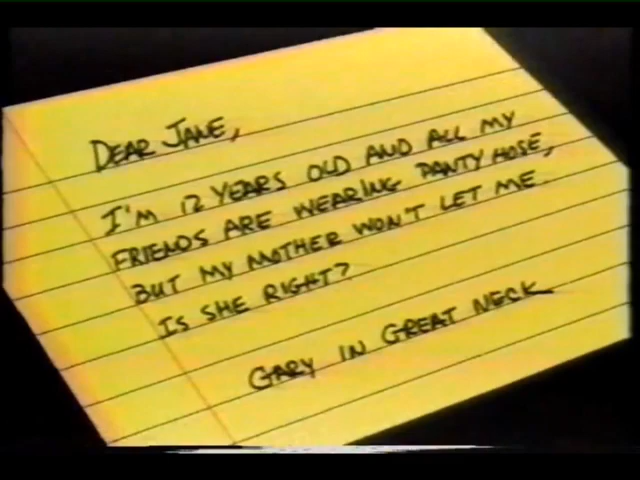 DEAR JANE,
I'M 12 YEARS OLD AND ALL MY
FRIENDS ARE WEARING PANTY HOSE,
BUT MY MOTHER WON'T LET ME.
IS SHE RIGHT?
GARY IN GREAT NECK